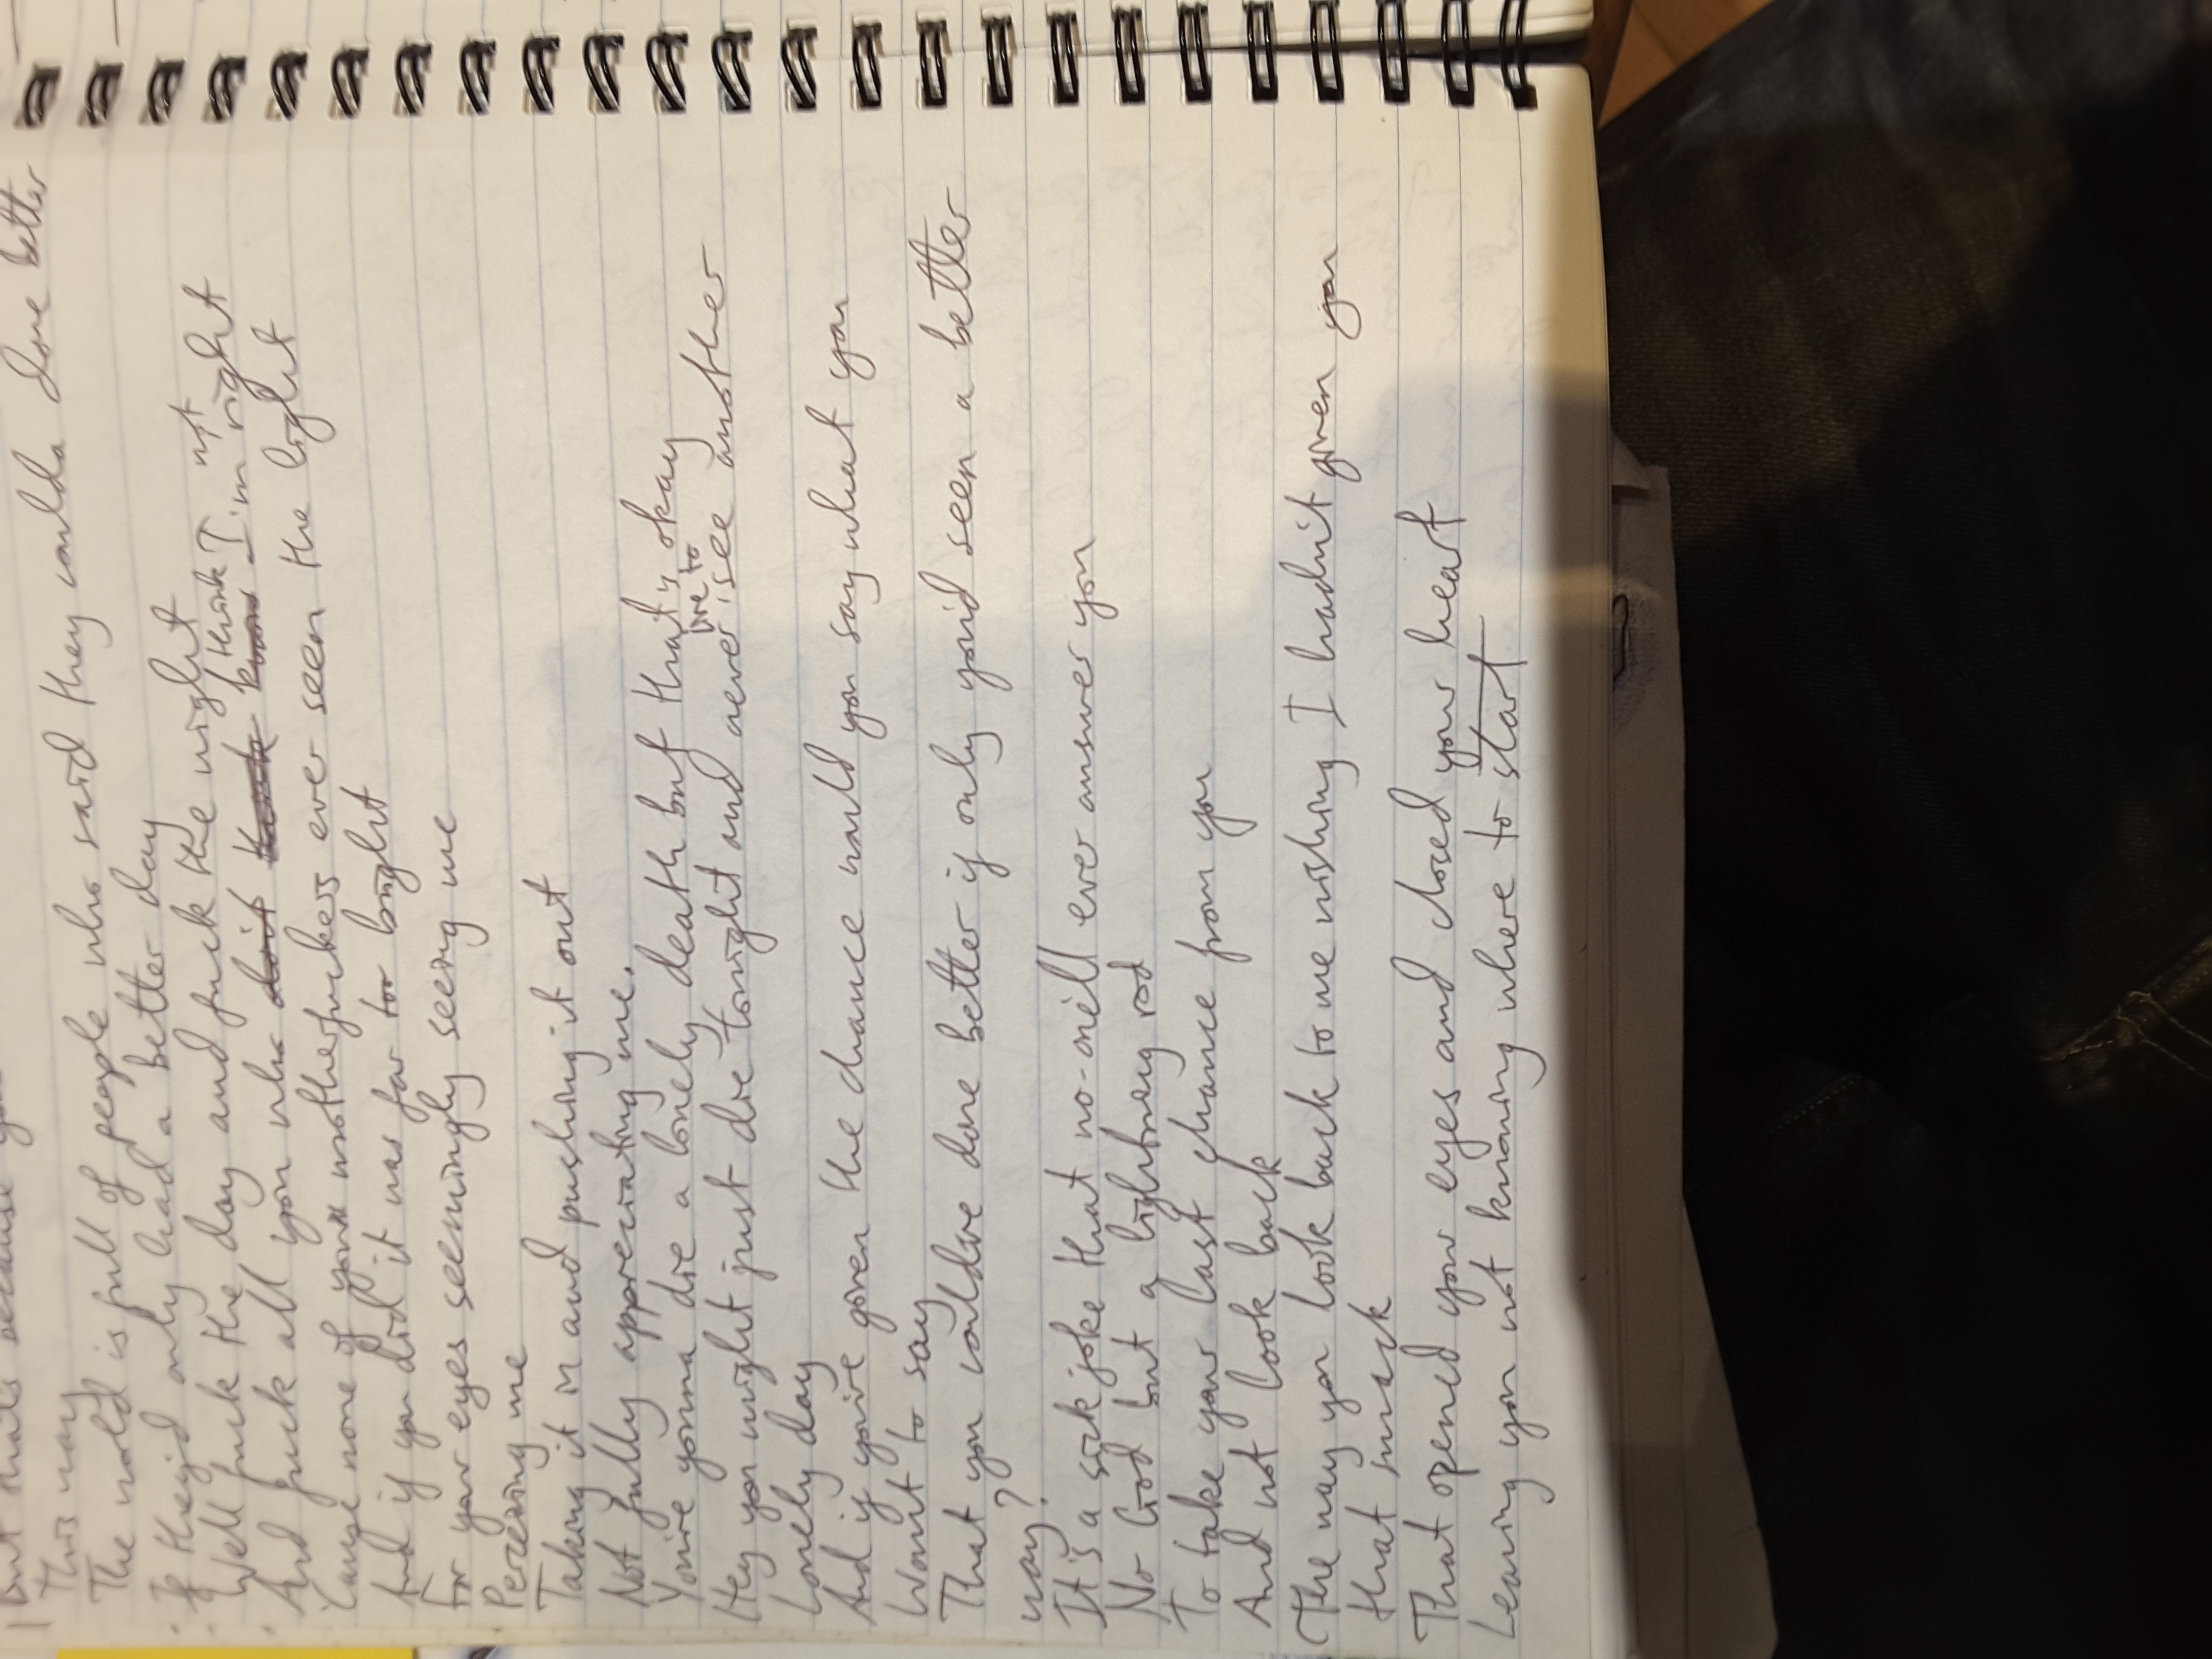 but that's because you
This way
The wold is full of people who said they coulda done better
If they'd only had a better day
Well fuck the day and fuck the night
And fuck all you who think I'm not right
'Cause none of you motherfuckers ever seen the light
And if you did it was far too bright
For your eyes seemingly seeing me
Perceiving me
Taking it in and pushing it out
Not fully appreciating me.
You're gonna die a lonely death but that's okay
Hey you might just die tonight and never live to see another
Lonely day
And if you're given the chance would you say what you
Want to say
That you could've done better if only you'd seen a better
way?
It's a sick joke that no-one'll ever answer you
No God but a lightning rod
To take your last chance from you
And not look back
The way you look back to me wishing I hadn't given you
that smack
That opened your eyes and closed your heart
Leaving you not knowing where to start